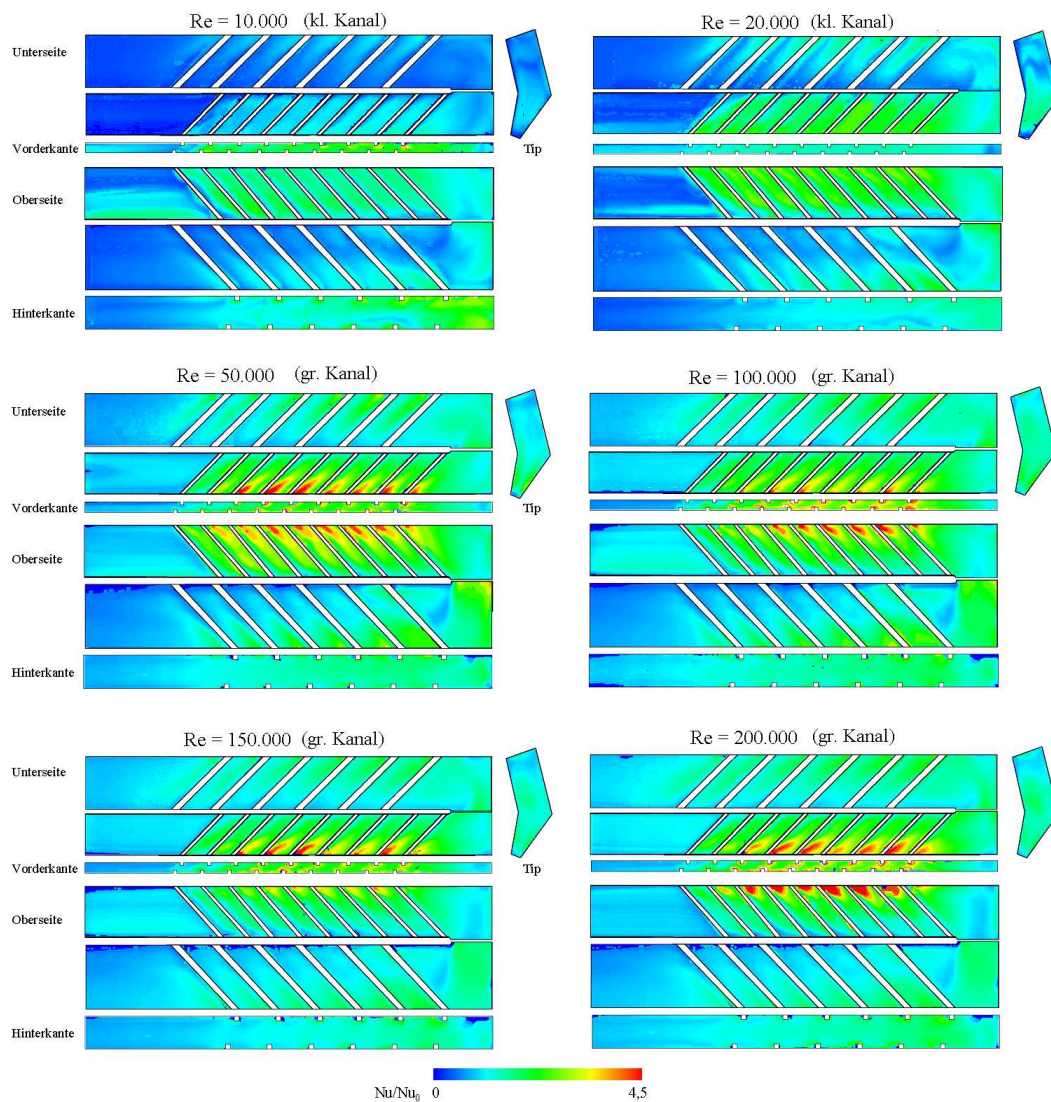 Re = 10.000 (kl. Kanal)
Re = 20.000 (kl. Kanal)
Unterseite
Vorderkante
Tip
Oberseite
Hinterkante
Re = 50.000 (gr. Kanal)
Re = 100.000 (gr. Kanal)
Unterseite
Vorderkante
Tip
Oberseite
Hinterkante
Re = 150.000 (gr. Kanal)
Re = 200.000 (gr. Kanal)
Unterseite
Vorderkante
Tip
Oberseite
Hinterkante
Nu/Nu₀ 0 4,5